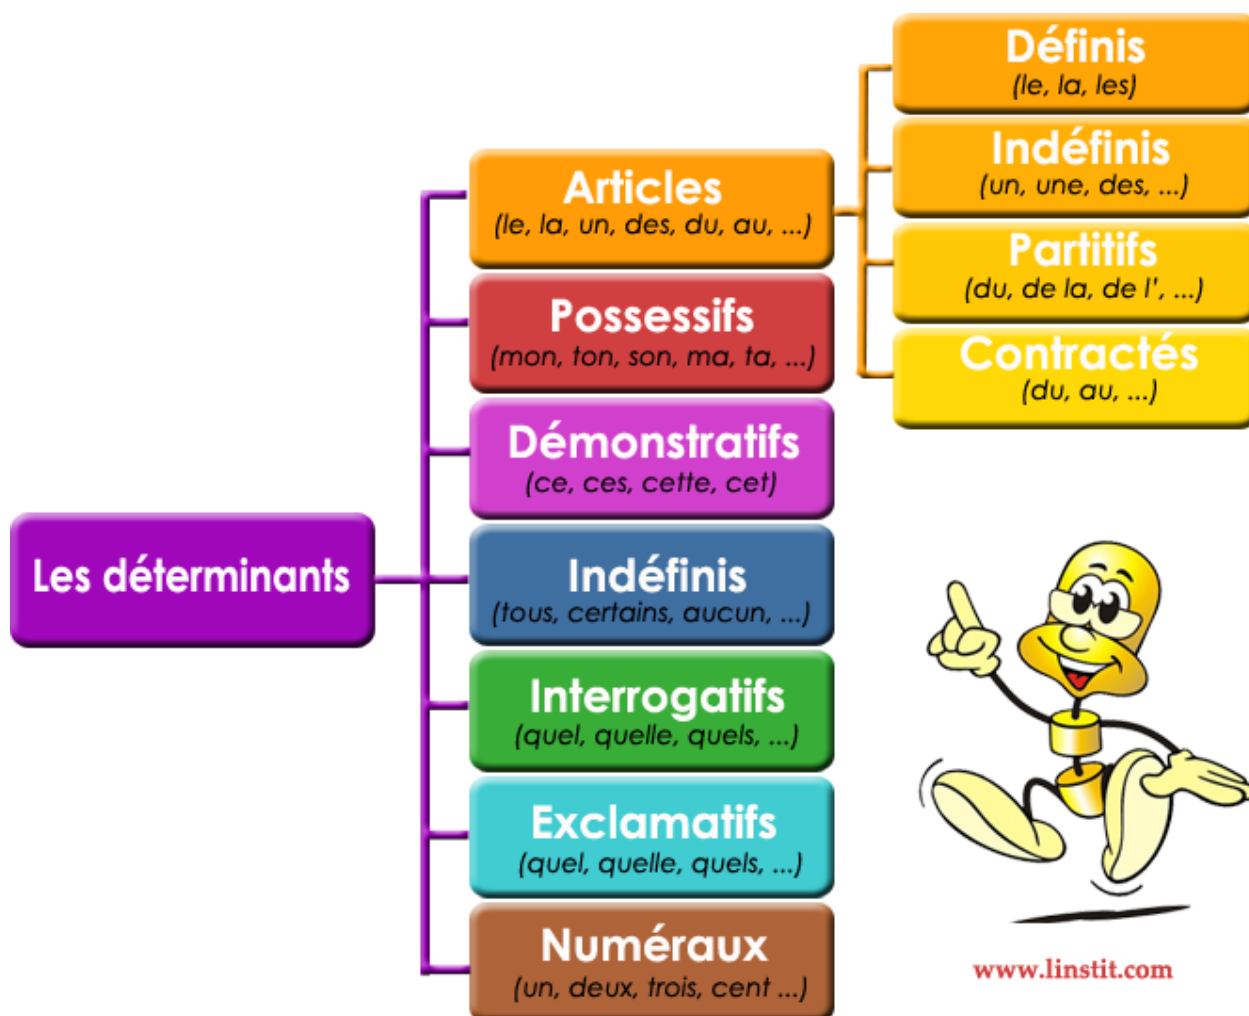 Les déterminants
Articles
(le, la, un, des, du, au, ...)
Définis
(le, la, les)
Indéfinis
(un, une, des, ...)
Partitifs
(du, de la, de l', ...)
Contractés
(du, au, ...)
Possessifs
(mon, ton, son, ma, ta, ...)
Démonstratifs
(ce, ces, cette, cet)
Indéfinis
(tous, certains, aucun, ...)
Interrogatifs
(quel, quelle, quels, ...)
Exclamatifs
(quel, quelle, quels, ...)
Numéraux
(un, deux, trois, cent ...)
www.linstit.com